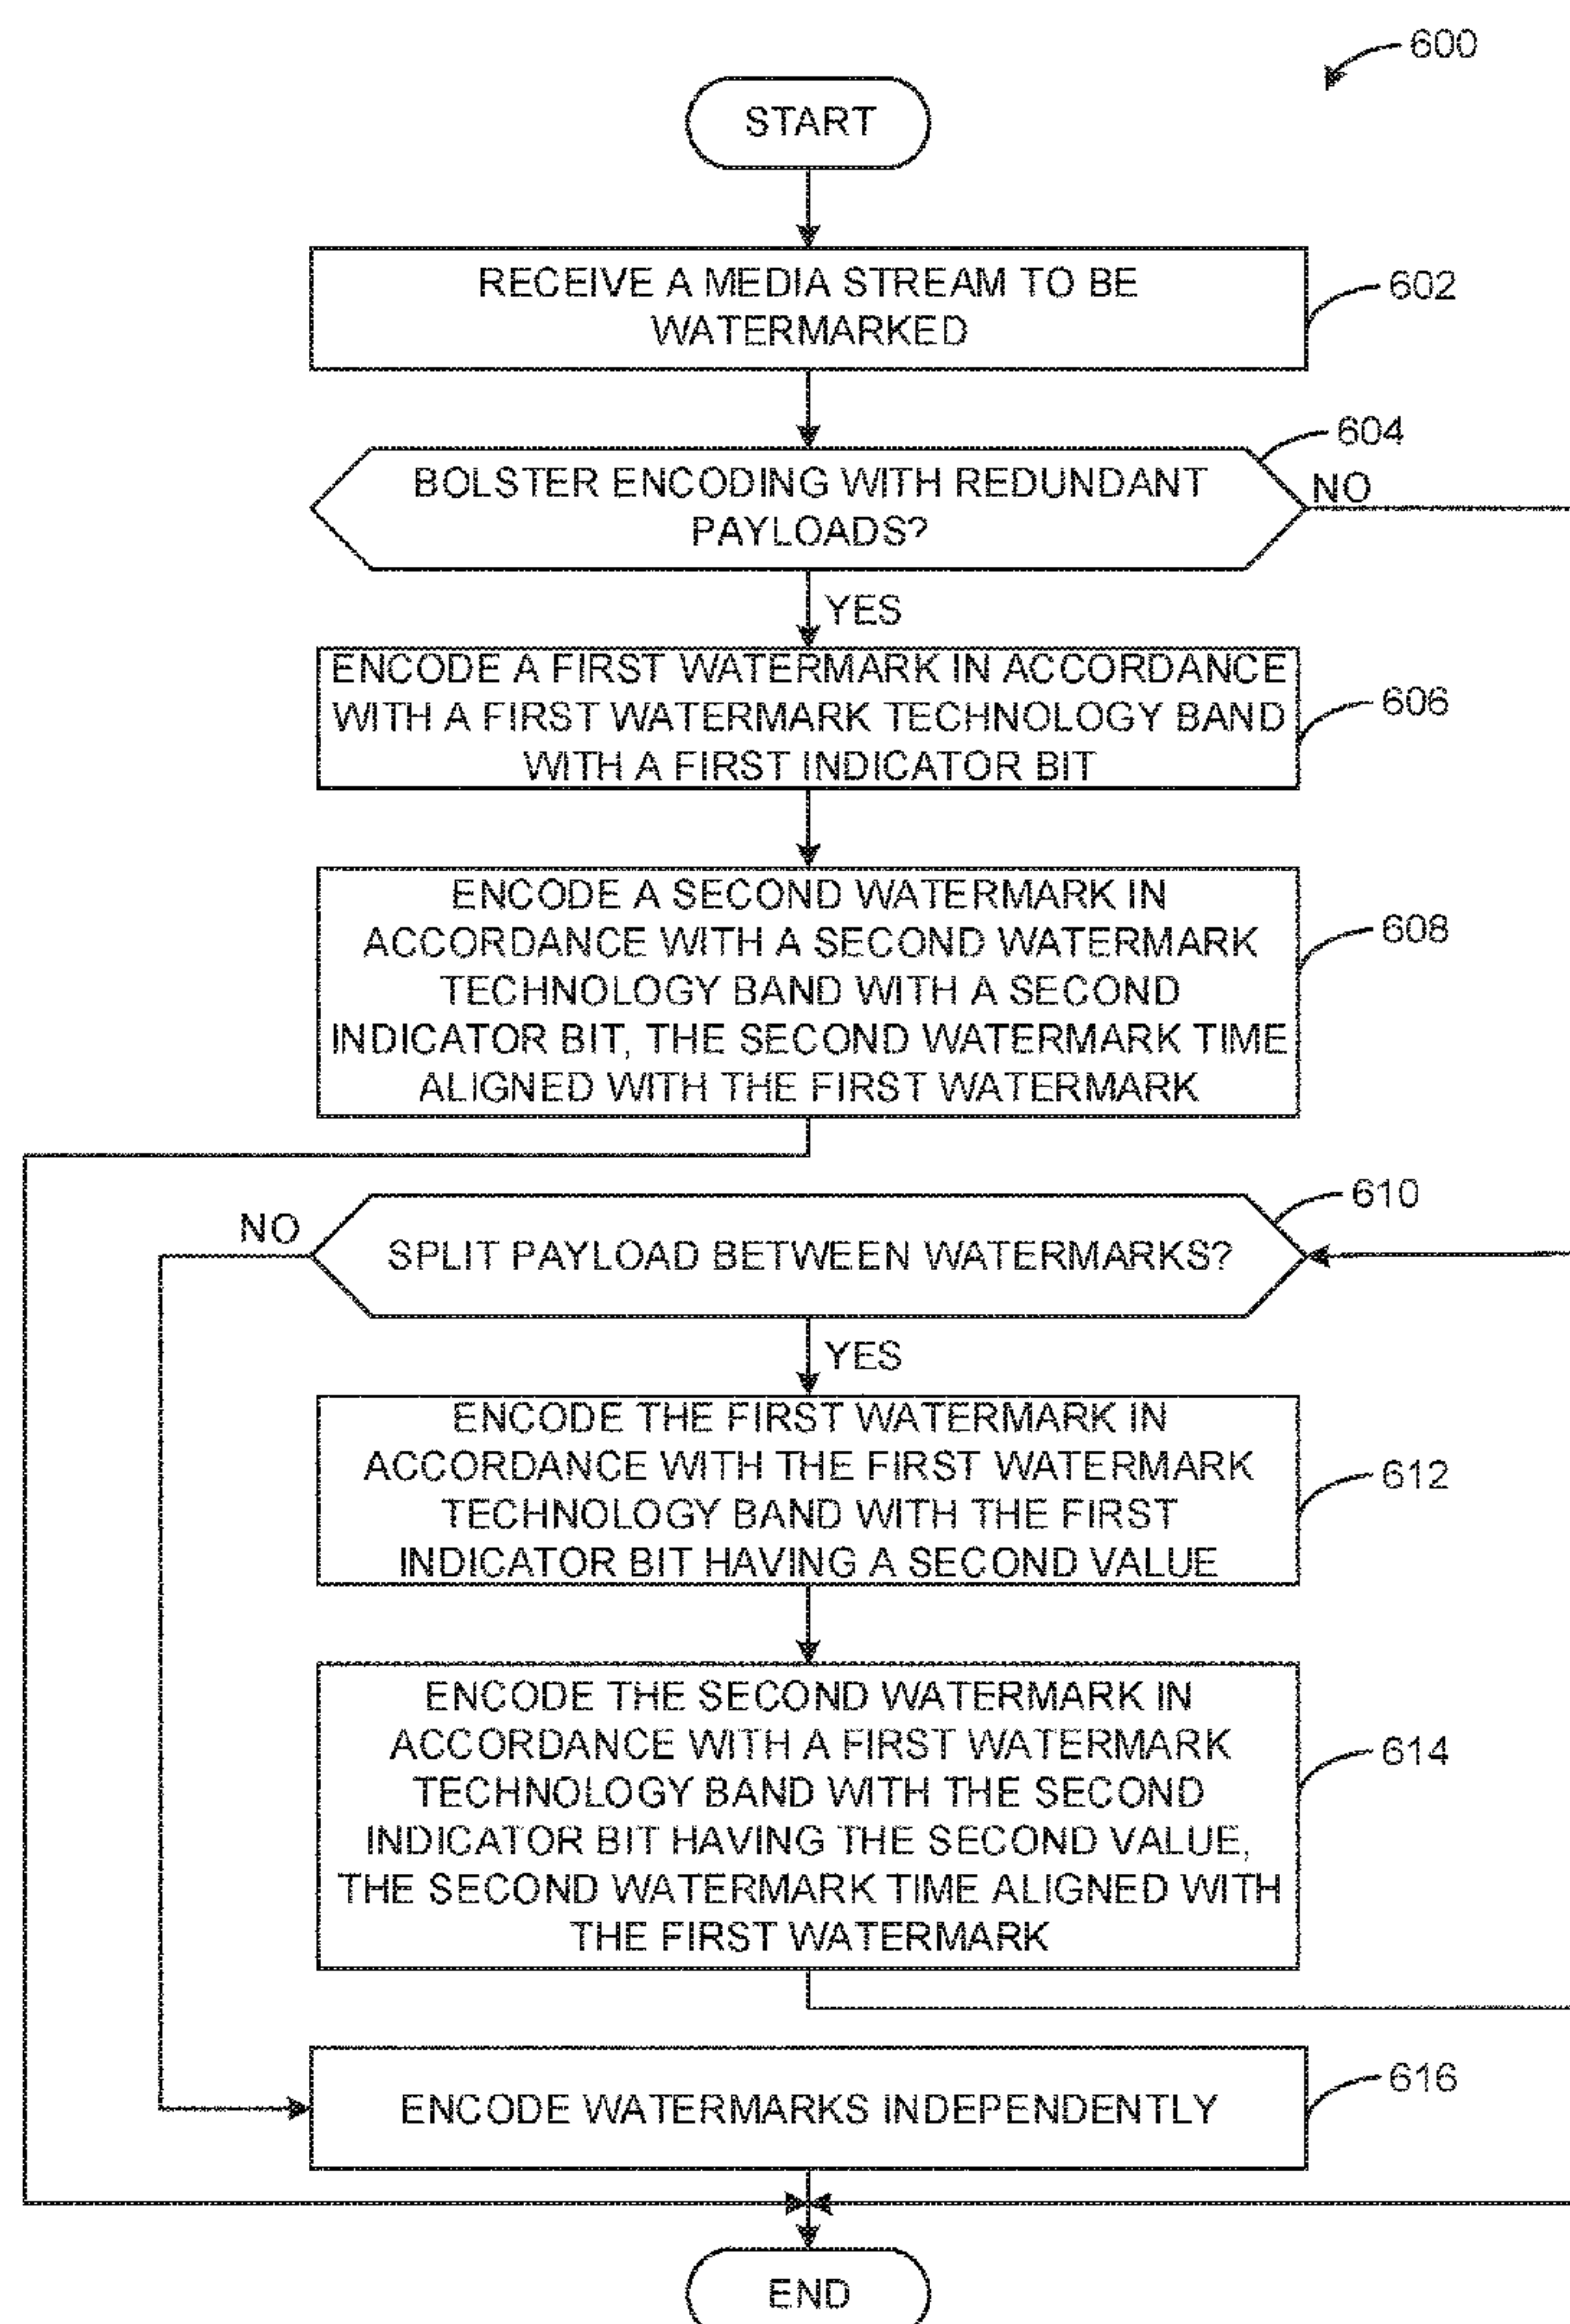 600
START
RECEIVE A MEDIA STREAM TO BE
WATERMARKED
602
604
BOLSTER ENCODING WITH REDUNDANT
PAYLOADS?
NO
YES
ENCODE A FIRST WATERMARK IN ACCORDANCE
WITH A FIRST WATERMARK TECHNOLOGY BAND
WITH A FIRST INDICATOR BIT
606
ENCODE A SECOND WATERMARK IN
ACCORDANCE WITH A SECOND WATERMARK
TECHNOLOGY BAND WITH A SECOND
INDICATOR BIT, THE SECOND WATERMARK TIME
ALIGNED WITH THE FIRST WATERMARK
608
610
NO
SPLIT PAYLOAD BETWEEN WATERMARKS?
YES
ENCODE THE FIRST WATERMARK IN
ACCORDANCE WITH THE FIRST WATERMARK
TECHNOLOGY BAND WITH THE FIRST
INDICATOR BIT HAVING A SECOND VALUE
612
ENCODE THE SECOND WATERMARK IN
ACCORDANCE WITH A FIRST WATERMARK
TECHNOLOGY BAND WITH THE SECOND
INDICATOR BIT HAVING THE SECOND VALUE,
THE SECOND WATERMARK TIME ALIGNED WITH
THE FIRST WATERMARK
614
ENCODE WATERMARKS INDEPENDENTLY
616
END